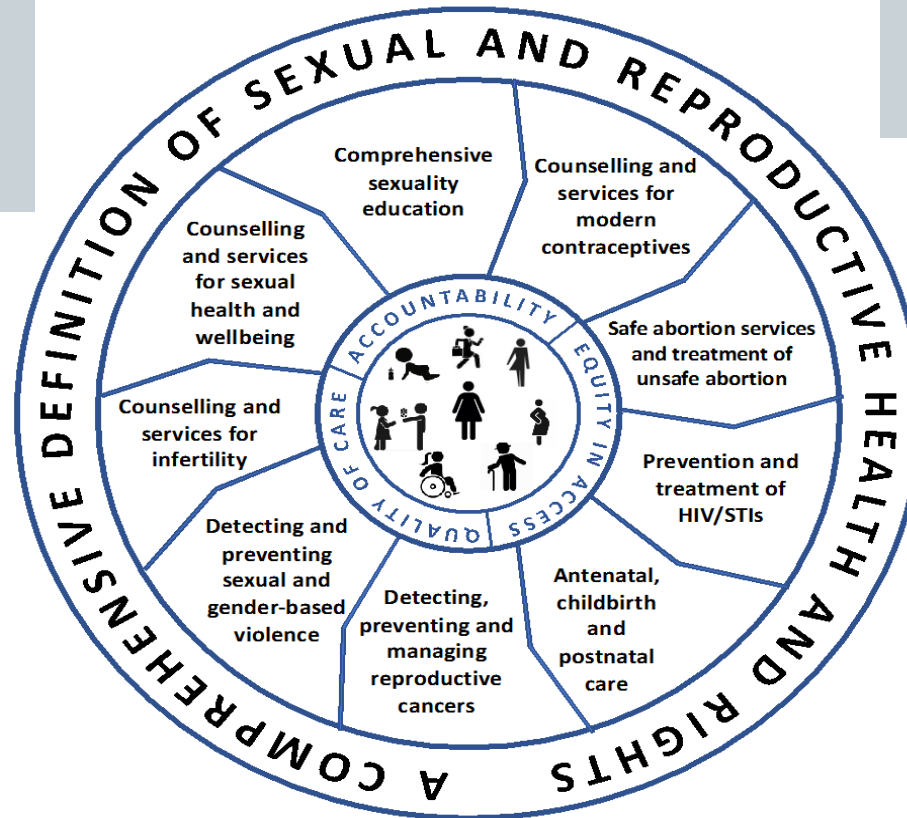 A COMPREHENSIVE DEFINITION OF SEXUAL AND REPRODUCTIVE HEALTH AND RIGHTS
Comprehensive
sexuality
education
Counselling and
services for
modern
contraceptives
Safe abortion services
and treatment of
unsafe abortion
Prevention and
treatment of
HIV/STIs
Antenatal,
childbirth
and
postnatal
care
Detecting,
preventing and
managing
reproductive
cancers
Detecting and
preventing
sexual and
gender-based
violence
Counselling and
services for
infertility
Counselling
and services
for sexual
health and
wellbeing
ACCOUNTABILITY
EQUITY IN ACCESS
QUALITY OF CARE